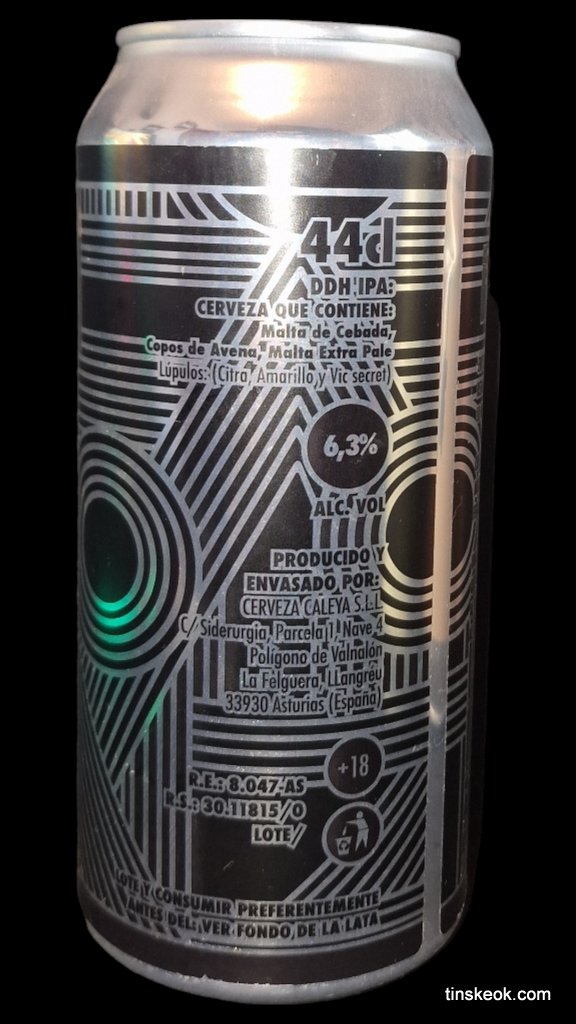 44cl
DDH IPA:
CERVEZA QUE CONTIENE:
Malta de Cebada,
Copos de Avena, Malta Extra Pale
Lúpulos: (Citra, Amarillo y Vic secret)
6,3%
ALC. VOL
PRODUCIDO Y
ENVASADO POR:
CERVEZA CALEYA S.L.L
C/ Siderurgia, Parcela 1, Nave 4
Polígono de Valnalón
La Felguera, LLangréu
33930 Asturias (España)
+18
R.E.: 8.047-AS
R.S.: 30.11815/O
LOTE/
LOTE Y CONSUMIR PREFERENTEMENTE
ANTES DEL: VER FONDO DE LA LATA
tinskeok.com